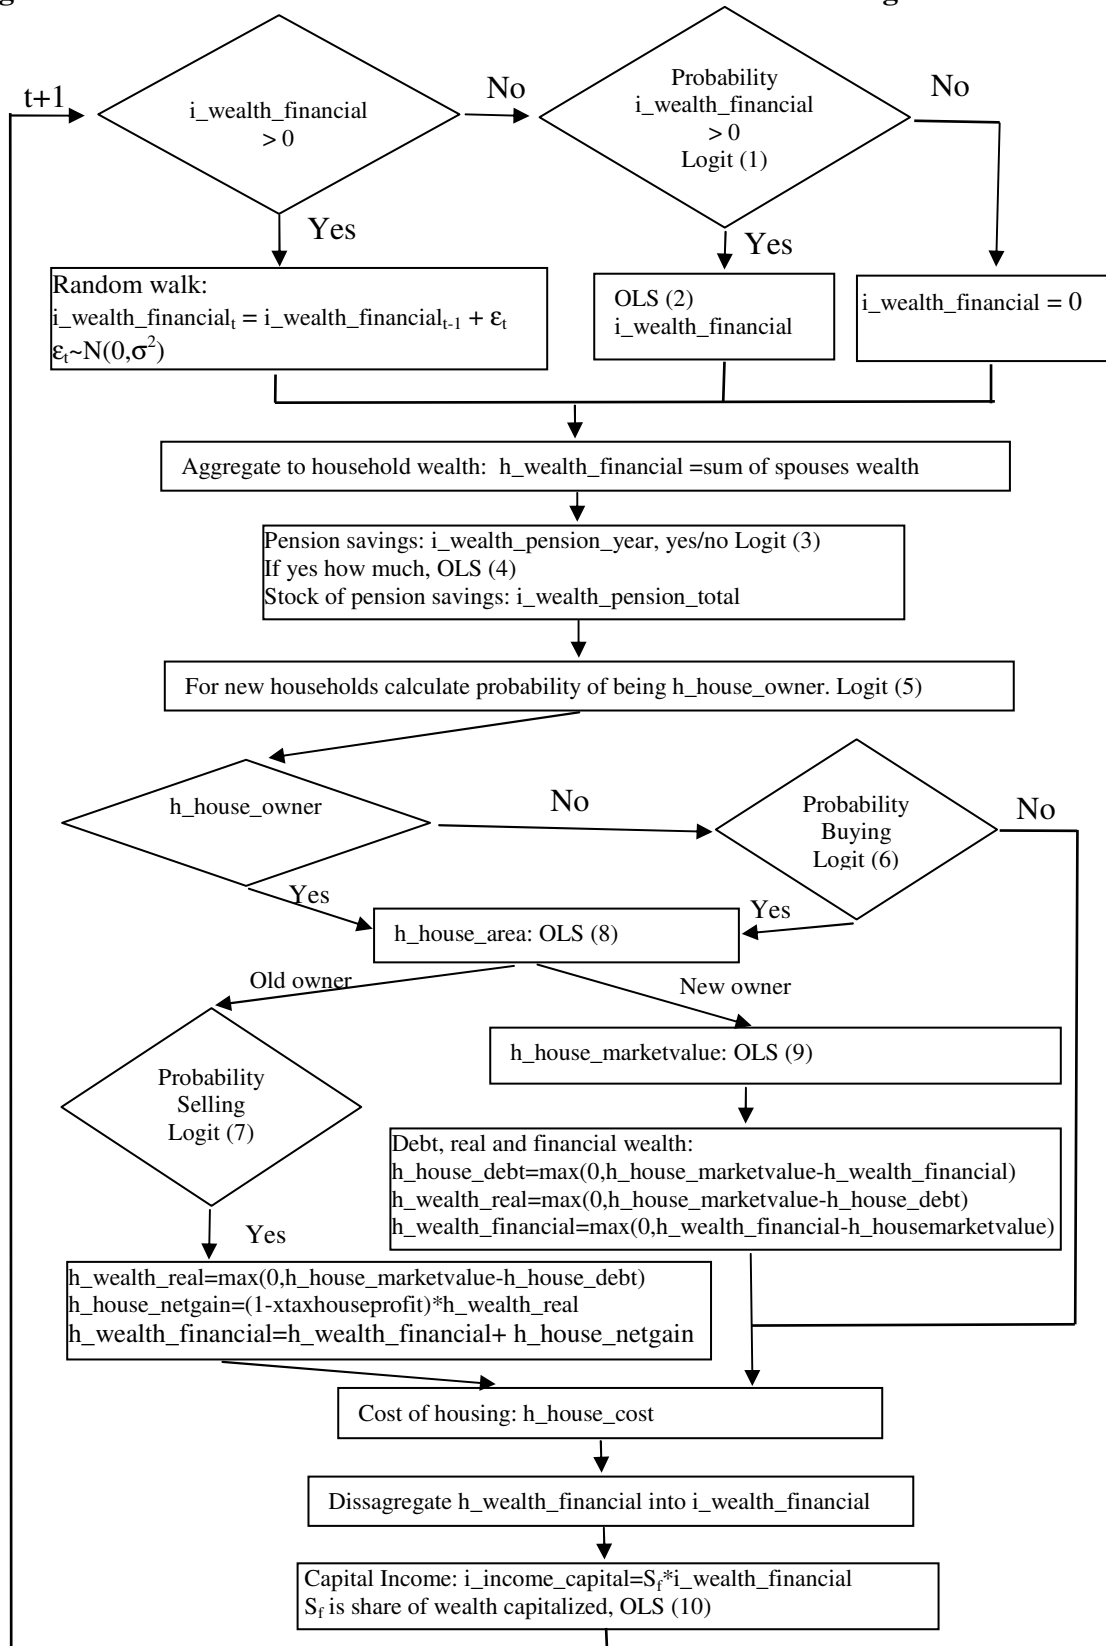 t+1
i_wealth_financial
> 0
No
Probability
i_wealth_financial
> 0
Logit (1)
No
Yes
Yes
Random walk:
i_wealth_financialt = i_wealth_financialt-1 + εt
εt~N(0,σ2)
OLS (2)
i_wealth_financial
i_wealth_financial = 0
Aggregate to household wealth: h_wealth_financial =sum of spouses wealth
Pension savings: i_wealth_pension_year, yes/no Logit (3)
If yes how much, OLS (4)
Stock of pension savings: i_wealth_pension_total
For new households calculate probability of being h_house_owner. Logit (5)
h_house_owner
No
Probability
Buying
Logit (6)
No
Yes
Yes
h_house_area: OLS (8)
Old owner
New owner
h_house_marketvalue: OLS (9)
Probability
Selling
Logit (7)
Debt, real and financial wealth:
h_house_debt=max(0,h_house_marketvalue-h_wealth_financial)
h_wealth_real=max(0,h_house_marketvalue-h_house_debt)
h_wealth_financial=max(0,h_wealth_financial-h_housemarketvalue)
Yes
h_wealth_real=max(0,h_house_marketvalue-h_house_debt)
h_house_netgain=(1-xtaxhouseprofit)*h_wealth_real
h_wealth_financial=h_wealth_financial+ h_house_netgain
Cost of housing: h_house_cost
Dissagregate h_wealth_financial into i_wealth_financial
Capital Income: i_income_capital=Sf*i_wealth_financial
Sf is share of wealth capitalized, OLS (10)